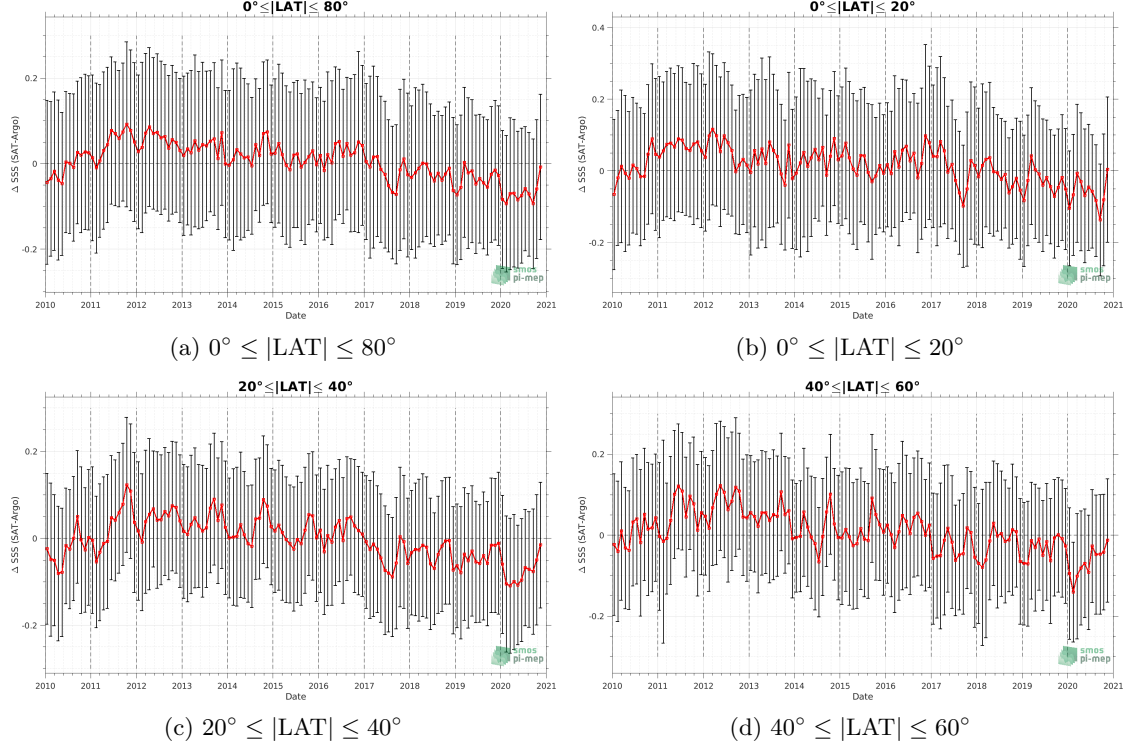 0°≤|LAT|≤ 80°
Δ SSS (SAT-Argo)
0.2
0
-0.2
2010 2011 2012 2013 2014 2015 2016 2017 2018 2019 2020 2021
Date
smos
pi-mep
(a) 0° ≤ |LAT| ≤ 80°
0°≤|LAT|≤ 20°
Δ SSS (SAT-Argo)
0.4
0.2
0
-0.2
2010 2011 2012 2013 2014 2015 2016 2017 2018 2019 2020 2021
Date
smos
pi-mep
(b) 0° ≤ |LAT| ≤ 20°
20°≤|LAT|≤ 40°
Δ SSS (SAT-Argo)
0.2
0
-0.2
2010 2011 2012 2013 2014 2015 2016 2017 2018 2019 2020 2021
Date
smos
pi-mep
(c) 20° ≤ |LAT| ≤ 40°
40°≤|LAT|≤ 60°
Δ SSS (SAT-Argo)
0.2
0
-0.2
2010 2011 2012 2013 2014 2015 2016 2017 2018 2019 2020 2021
Date
smos
pi-mep
(d) 40° ≤ |LAT| ≤ 60°